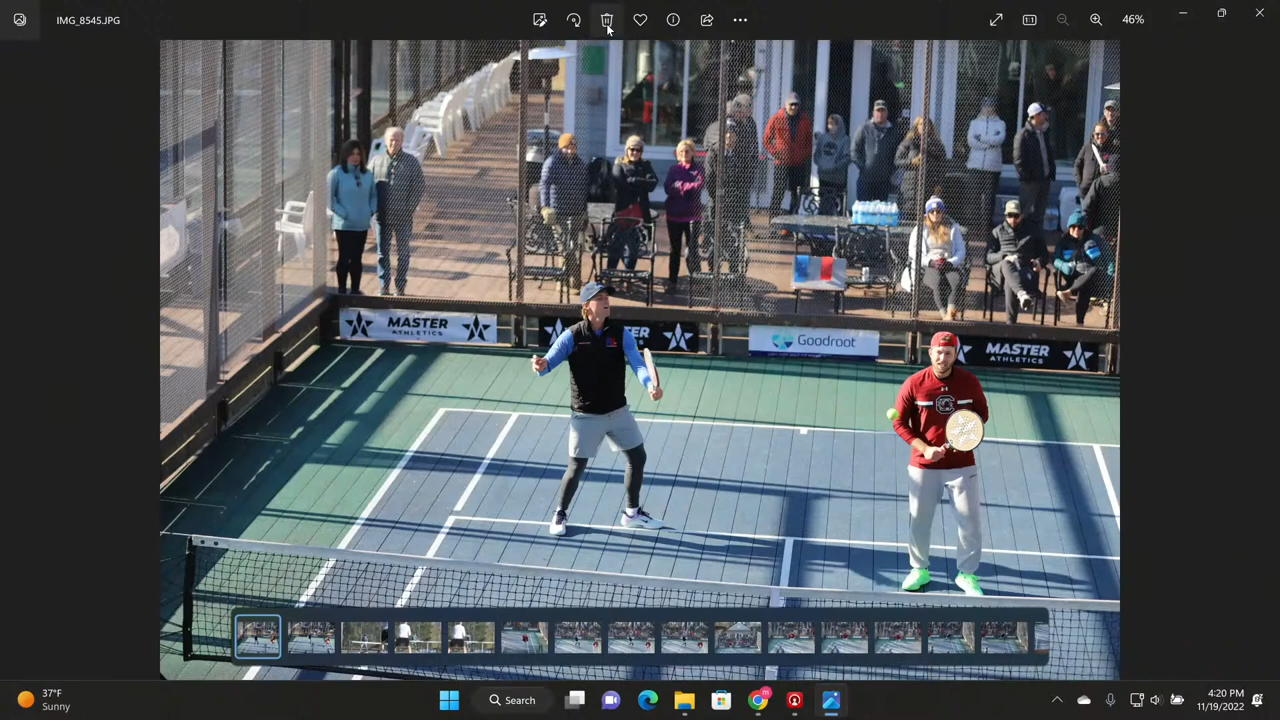 IMG_8545.JPG
46%
MASTER
ATHLETICS
Goodroot
MASTER
ATHLETICS
37°F
Sunny
Search
4:20 PM
11/19/2022